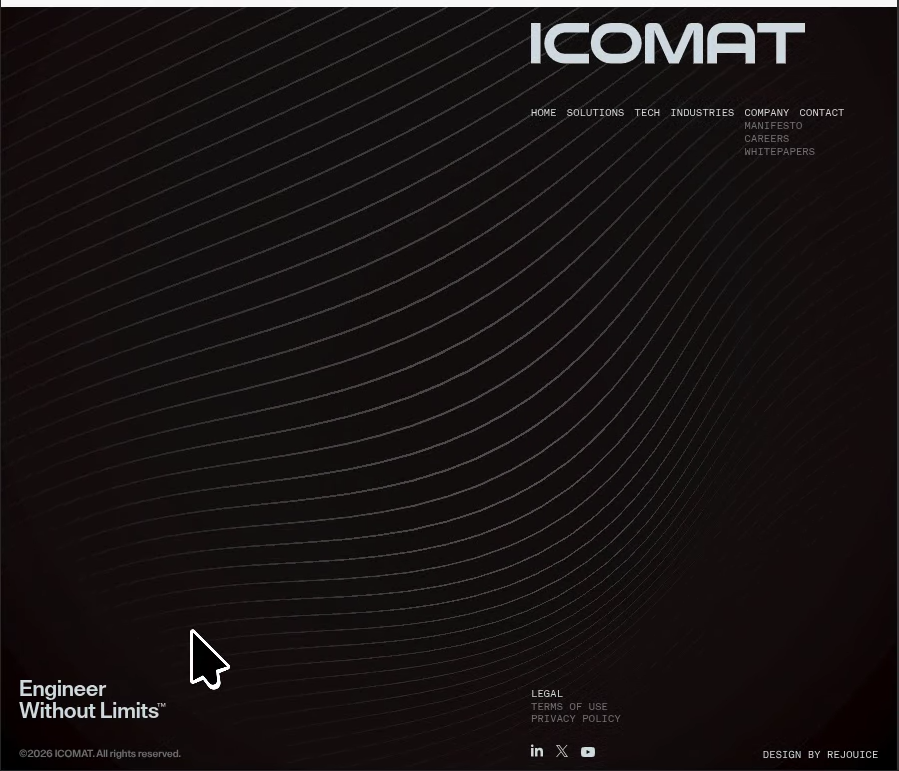 ICOMAT
HOME SOLUTIONS TECH INDUSTRIES COMPANY CONTACT
MANIFESTO
CAREERS
WHITEPAPERS
Engineer
Without Limits™
LEGAL
TERMS OF USE
PRIVACY POLICY
in X
©2026 ICOMAT. All rights reserved.
DESIGN BY REJOUICE